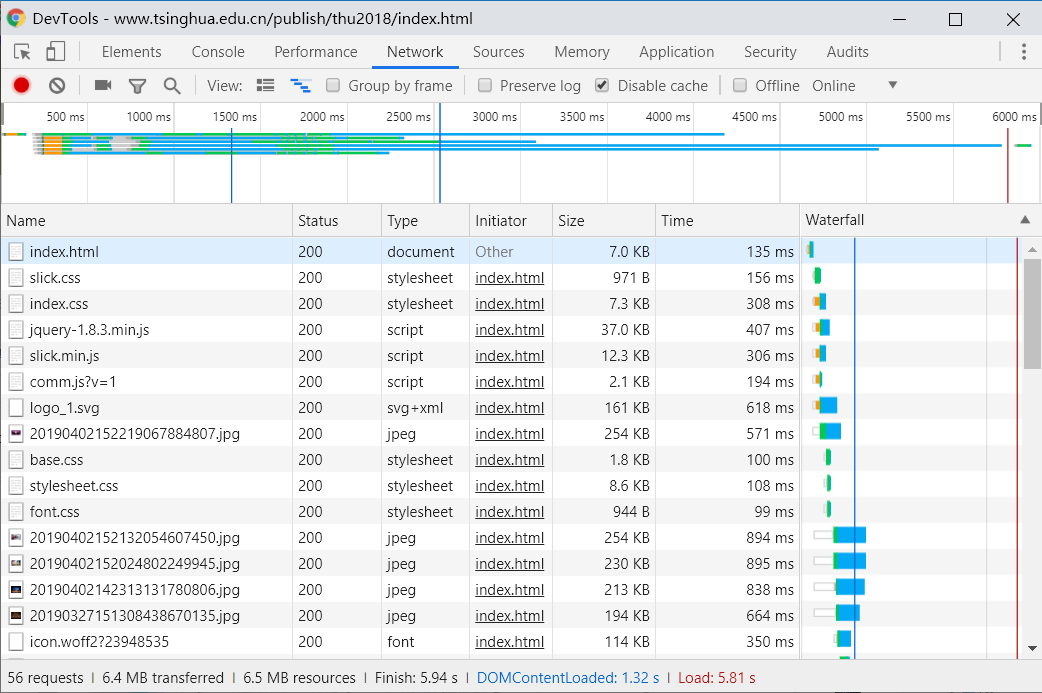 DevTools - www.tsinghua.edu.cn/publish/thu2018/index.html
Elements Console Performance Network Sources Memory Application Security Audits
View: Group by frame Preserve log Disable cache Offline Online
500 ms 1000 ms 1500 ms 2000 ms 2500 ms 3000 ms 3500 ms 4000 ms 4500 ms 5000 ms 5500 ms 6000 ms
Name Status Type Initiator Size Time Waterfall
index.html 200 document Other 7.0 KB 135 ms
slick.css 200 stylesheet index.html 971 B 156 ms
index.css 200 stylesheet index.html 7.3 KB 308 ms
jquery-1.8.3.min.js 200 script index.html 37.0 KB 407 ms
slick.min.js 200 script index.html 12.3 KB 306 ms
comm.js?v=1 200 script index.html 2.1 KB 194 ms
logo_1.svg 200 svg+xml index.html 161 KB 618 ms
20190402152219067884807.jpg 200 jpeg index.html 254 KB 571 ms
base.css 200 stylesheet index.html 1.8 KB 100 ms
stylesheet.css 200 stylesheet index.html 8.6 KB 108 ms
font.css 200 stylesheet index.html 944 B 99 ms
20190402152132054607450.jpg 200 jpeg index.html 254 KB 894 ms
20190402152024802249945.jpg 200 jpeg index.html 230 KB 895 ms
20190402142313131780806.jpg 200 jpeg index.html 213 KB 838 ms
20190327151308438670135.jpg 200 jpeg index.html 194 KB 664 ms
icon.woff2?23948535 200 font index.html 114 KB 350 ms
56 requests | 6.4 MB transferred | 6.5 MB resources | Finish: 5.94 s | DOMContentLoaded: 1.32 s | Load: 5.81 s